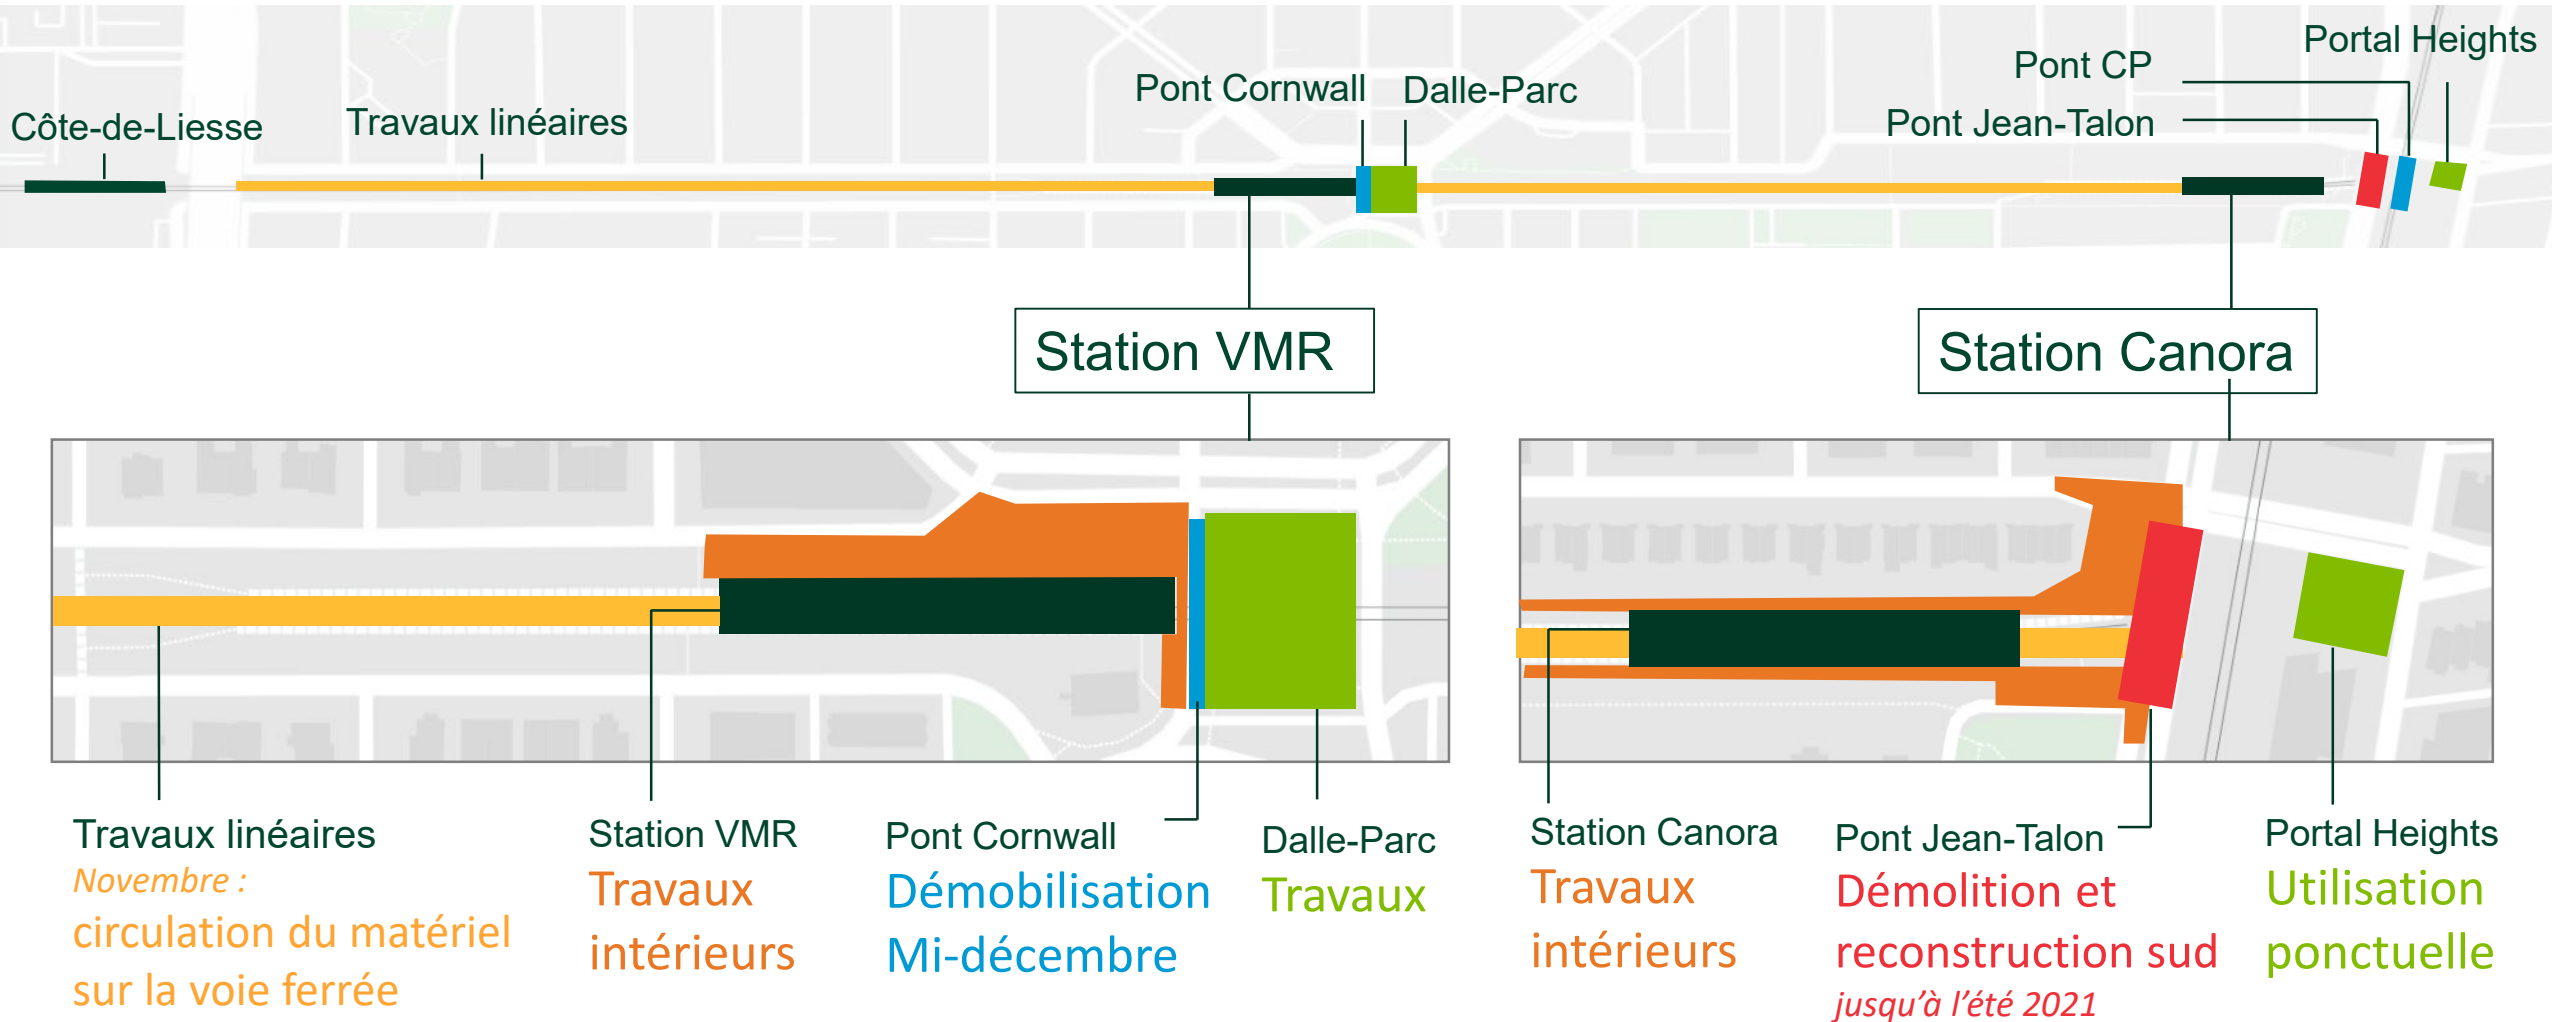 Portal Heights
Pont CP
Pont Cornwall
Dalle-Parc
Côte-de-Liesse
Travaux linéaires
Pont Jean-Talon
Station VMR
Station Canora
Travaux linéaires
Novembre :
circulation du matériel
sur la voie ferrée
Station VMR
Travaux
intérieurs
Pont Cornwall
Démobilisation
Mi-décembre
Dalle-Parc
Travaux
Station Canora
Travaux
intérieurs
Pont Jean-Talon
Démolition et
reconstruction sud
jusqu’à l’été 2021
Portal Heights
Utilisation
ponctuelle